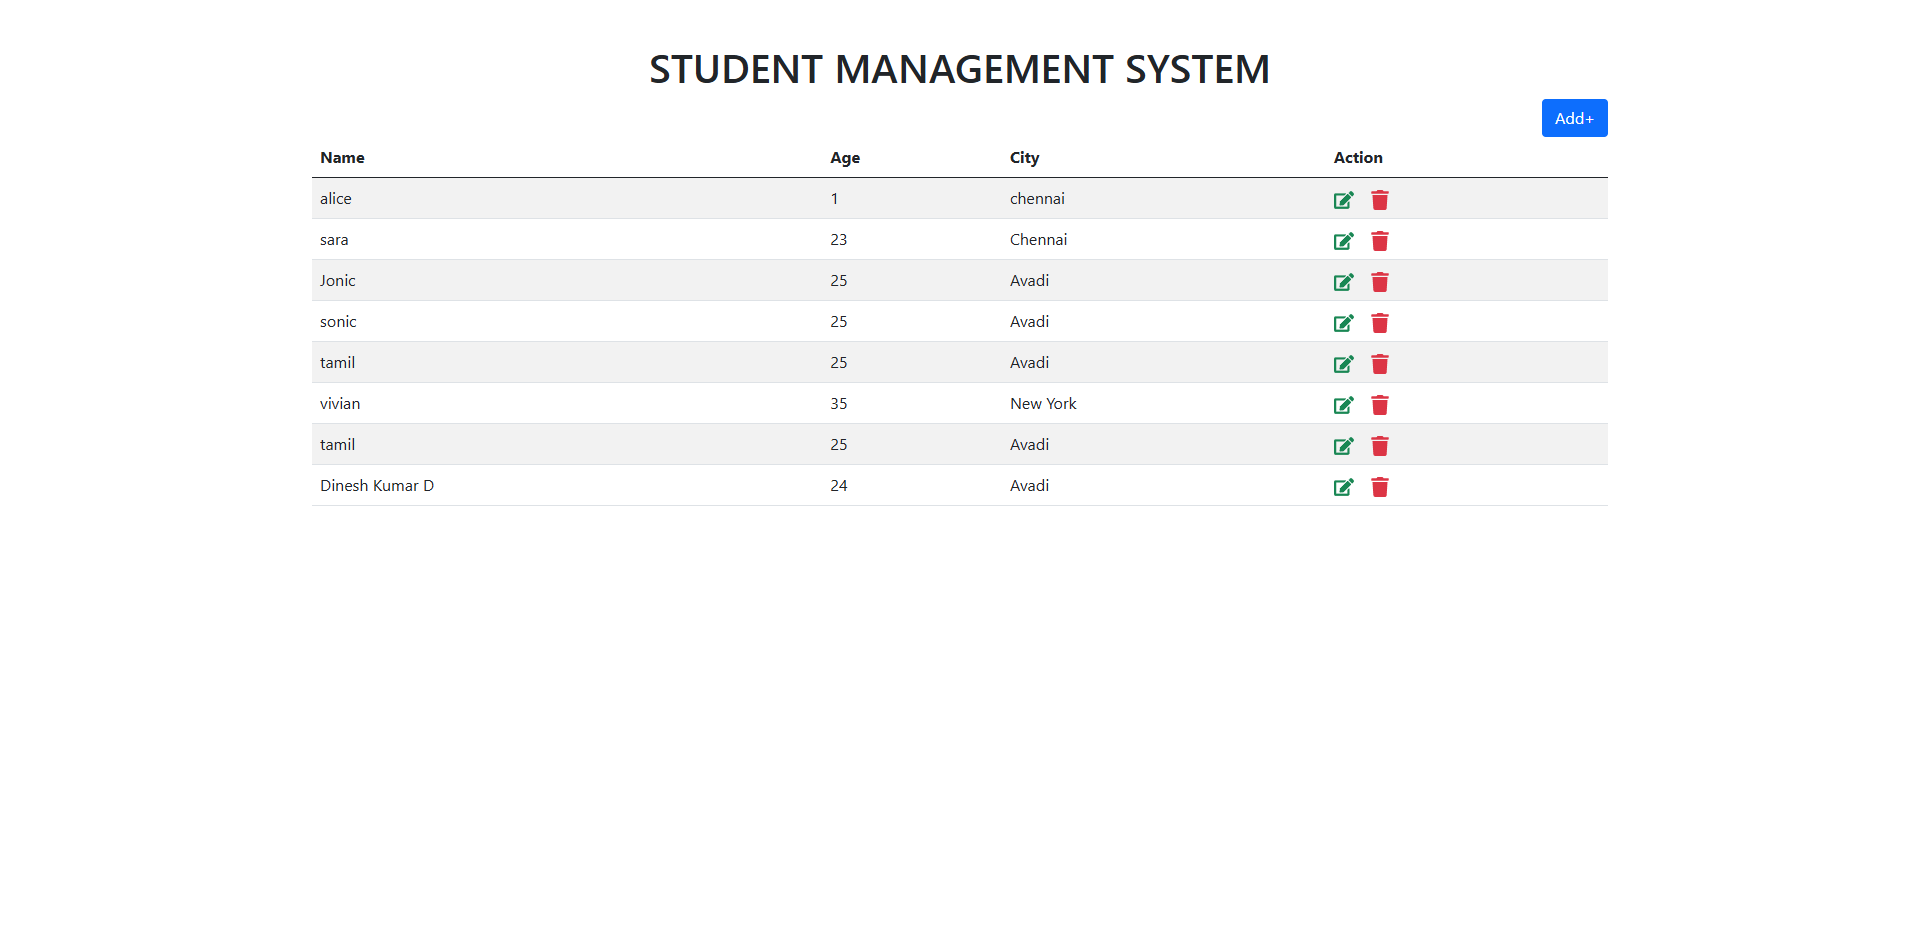 STUDENT MANAGEMENT SYSTEM
Add+
Name Age City Action
alice 1 chennai
sara 23 Chennai
Jonic 25 Avadi
sonic 25 Avadi
tamil 25 Avadi
vivian 35 New York
tamil 25 Avadi
Dinesh Kumar D 24 Avadi